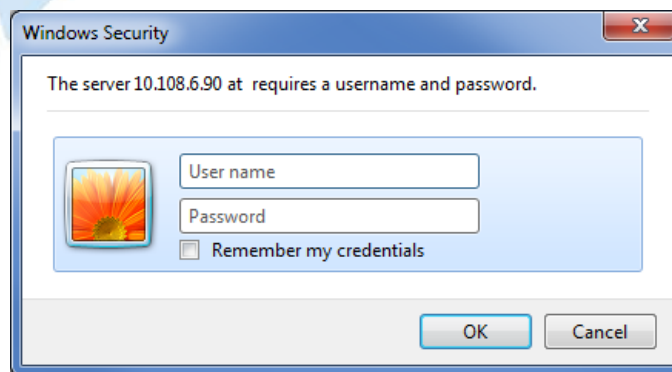 Windows Security
The server 10.108.6.90 at  requires a username and password.
User name
Password
Remember my credentials
OK
Cancel